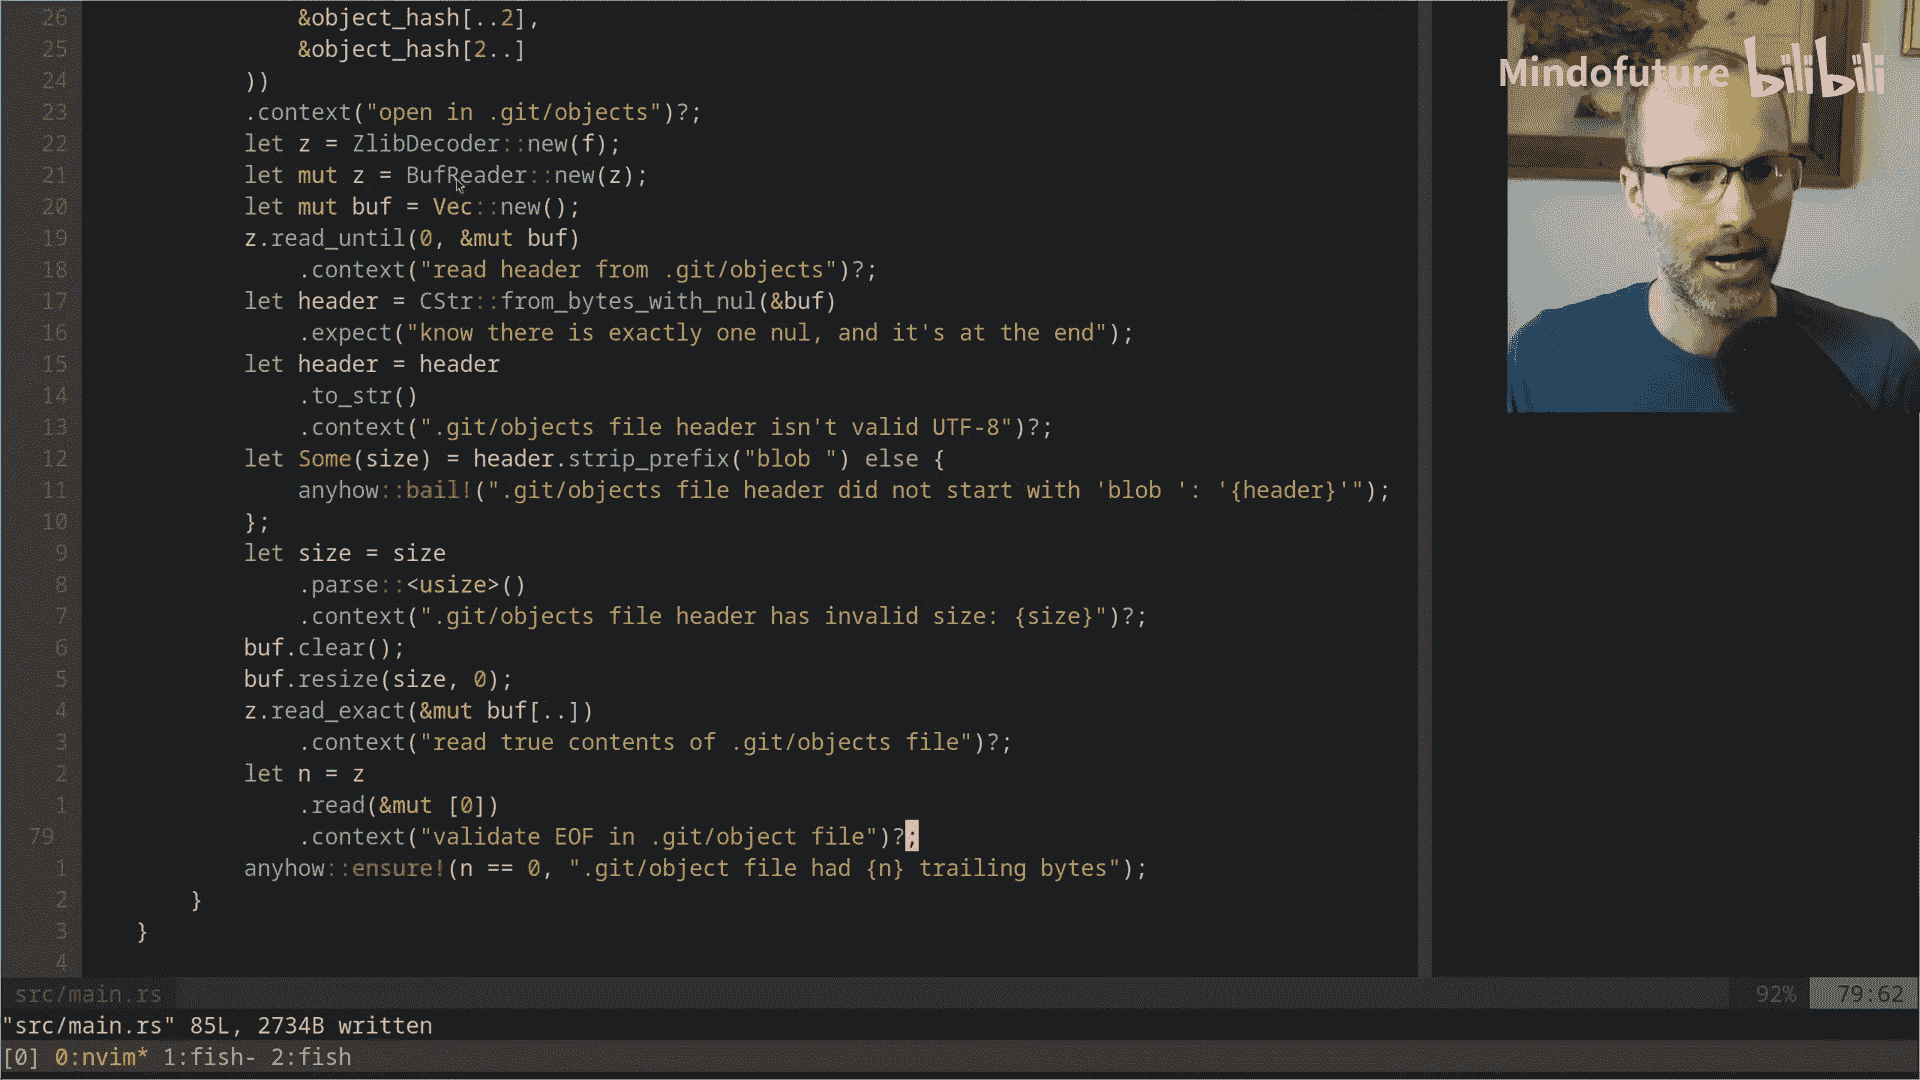 26 &object_hash[..2],
25 &object_hash[2..]
24 ))
23 .context("open in .git/objects")?;
22 let z = ZlibDecoder::new(f);
21 let mut z = BufReader::new(z);
20 let mut buf = Vec::new();
19 z.read_until(0, &mut buf)
18 .context("read header from .git/objects")?;
17 let header = CStr::from_bytes_with_nul(&buf)
16 .expect("know there is exactly one nul, and it's at the end");
15 let header = header
14 .to_str()
13 .context(".git/objects file header isn't valid UTF-8")?;
12 let Some(size) = header.strip_prefix("blob ") else {
11 anyhow::bail!(".git/objects file header did not start with 'blob ': '{header}'");
10 };
9 let size = size
8 .parse::<usize>()
7 .context(".git/objects file header has invalid size: {size}")?;
6 buf.clear();
5 buf.resize(size, 0);
4 z.read_exact(&mut buf[..])
3 .context("read true contents of .git/objects file")?;
2 let n = z
1 .read(&mut [0])
79 .context("validate EOF in .git/object file")?;
1 anyhow::ensure!(n == 0, ".git/object file had {n} trailing bytes");
2 }
3 }
4
src/main.rs 92% 79:62
"src/main.rs" 85L, 2734B written
[0] 0:nvim* 1:fish- 2:fish
Mindofuture bilibili